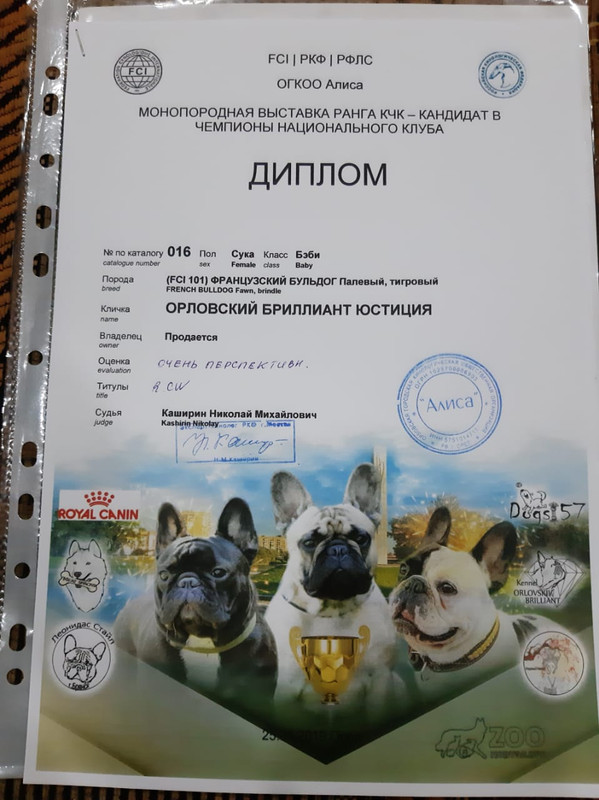 FCI | РКФ | РФЛС
FCI
ОГКОО Алиса
МОНОПОРОДНАЯ ВЫСТАВКА РАНГА КЧК – КАНДИДАТ В
ЧЕМПИОНЫ НАЦИОНАЛЬНОГО КЛУБА
ДИПЛОМ
№ по каталогу 016 Пол Сука Класс Бэби
catalogue number sex Female class Baby
Порода (FCI 101) ФРАНЦУЗСКИЙ БУЛЬДОГ Палевый, тигровый
breed FRENCH BULLDOG Fawn, brindle
Кличка ОРЛОВСКИЙ БРИЛЛИАНТ ЮСТИЦИЯ
name
Владелец Продается
owner
Оценка ОЧЕНЬ ПЕРСПЕКТИВН.
evaluation
Титулы CW
title
Судья Каширин Николай Михайлович
judge Kashirin Nikolay
"Алиса"
ROYAL CANIN
Dogs157
Kennel
ORLOVSKIY
BRILLIANT
Леонидас Стайл
ZOO